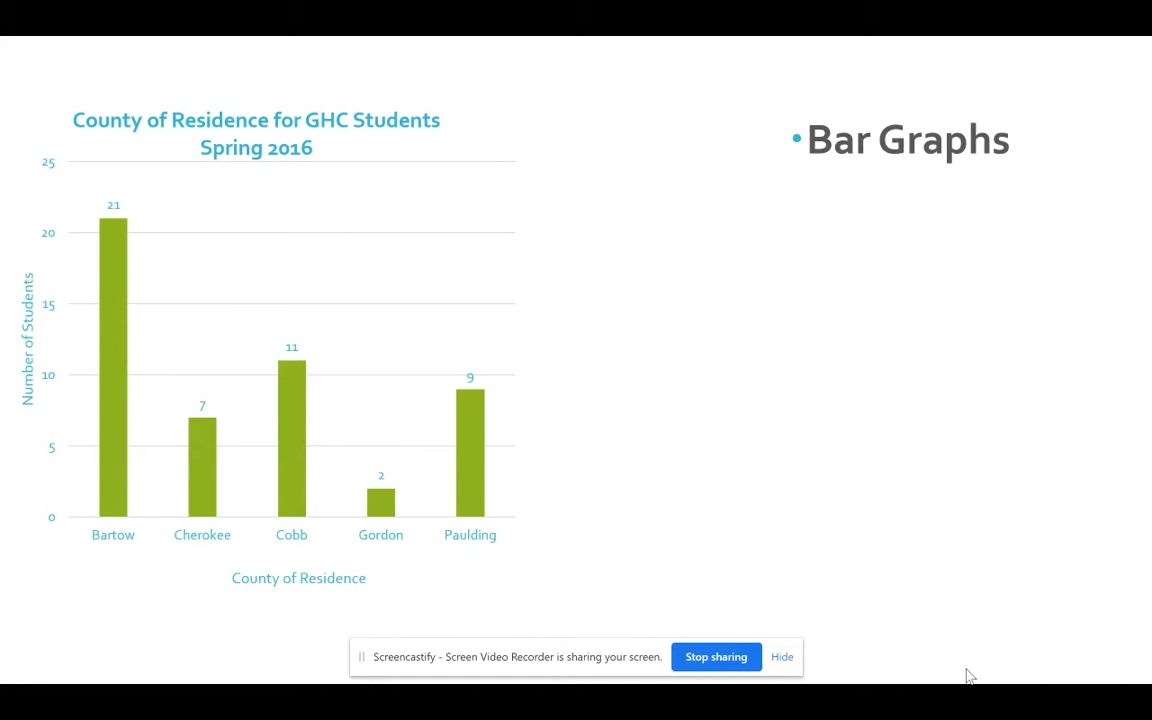 County of Residence for GHC Students
Spring 2016
• Bar Graphs
25
20
15
10
5
0
Number of Students
21
7
11
2
9
Bartow Cherokee Cobb Gordon Paulding
County of Residence
Screencastify - Screen Video Recorder is sharing your screen. Stop sharing Hide